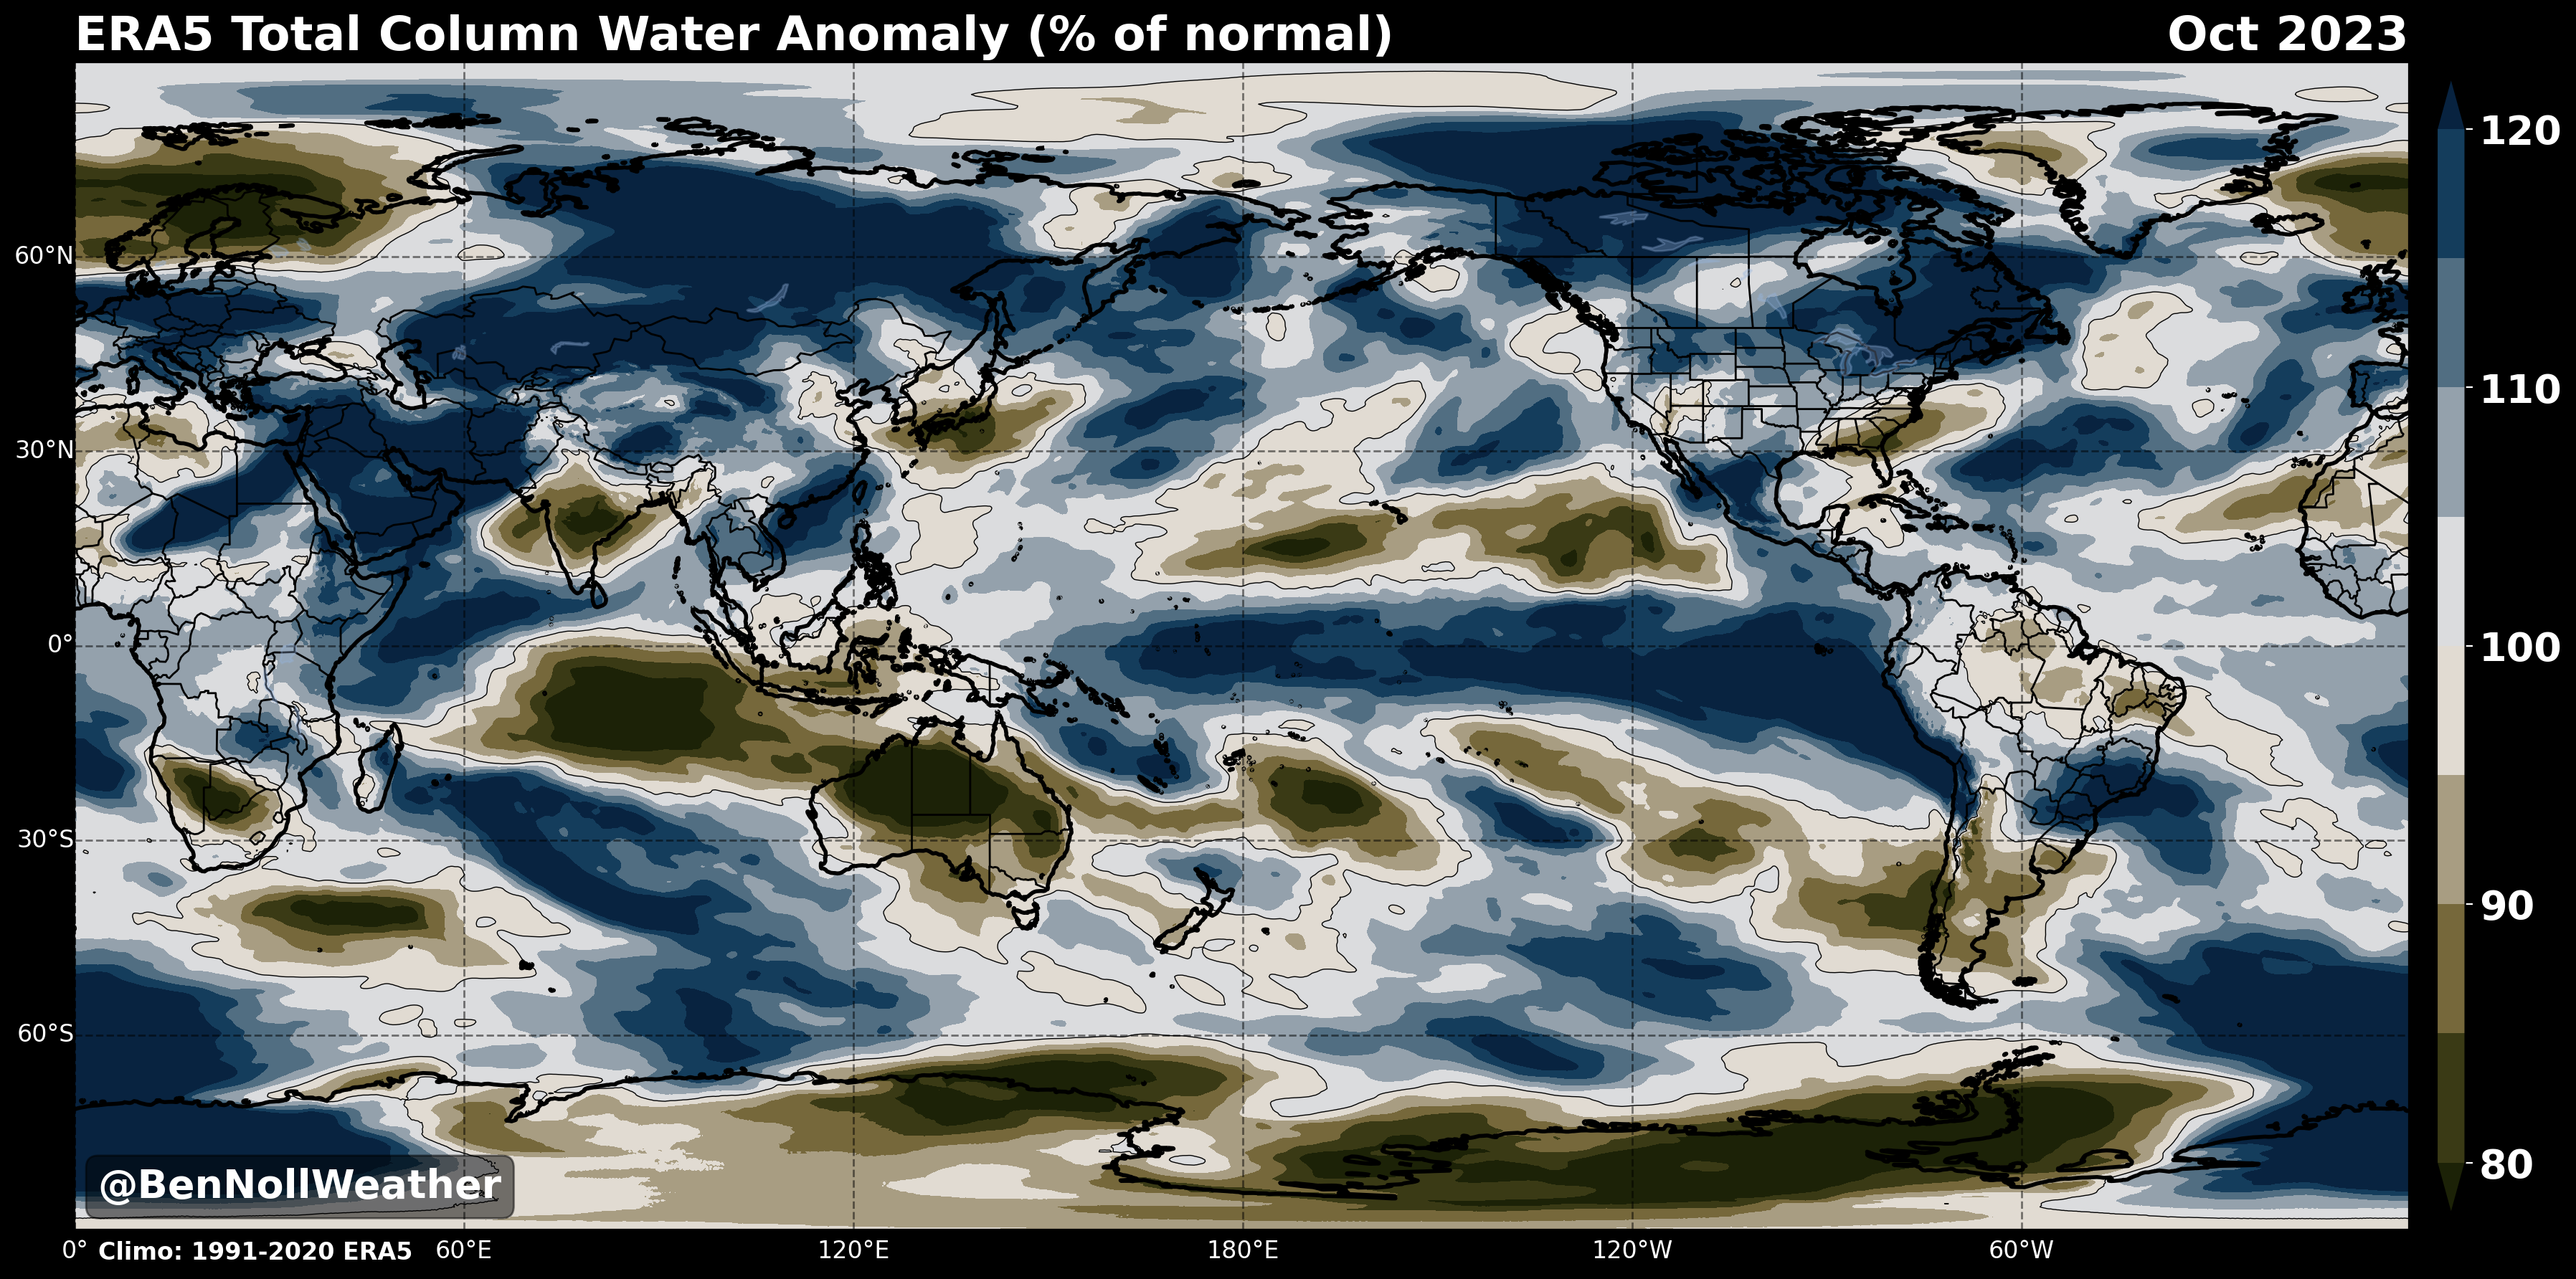 ERA5 Total Column Water Anomaly (% of normal) Oct 2023
120
60°N
110
30°N
0°
100
30°S
90
60°S
80
@BenNollWeather
0° Climo: 1991-2020 ERA5 60°E 120°E 180°E 120°W 60°W